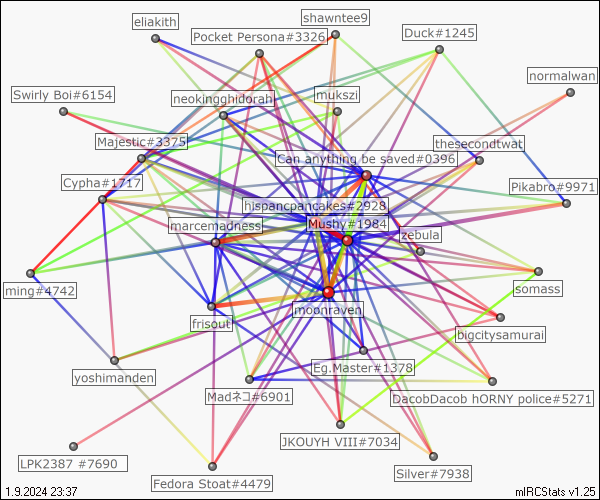 eliakith
shawntee9
Pocket Persona#3326
Duck#1245
normalwan
Swirly Boi#6154
neokingghidorah
mukszi
Majestic#3375
thesecondtwat
Can anything be saved#0396
Cypha#1717
Pikabro#9971
hispancpancakes#2928
marcemadness
Mushy#1984
zebula
ming#4742
somass
moonraven
frisout
bigcitysamurai
Eg.Master#1378
yoshimanden
Madネコ#6901
DacobDacob hORNY police#5271
JKOUYH VIII#7034
LPK2387 #7690
Silver#7938
Fedora Stoat#4479
1.9.2024 23:37
mIRCStats v1.25